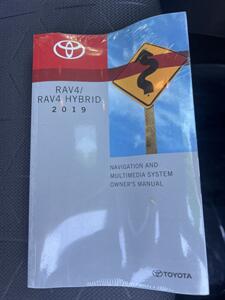 RAV4/
RAV4 HYBRID
2019
NAVIGATION AND
MULTIMEDIA SYSTEM
OWNER'S MANUAL
TOYOTA